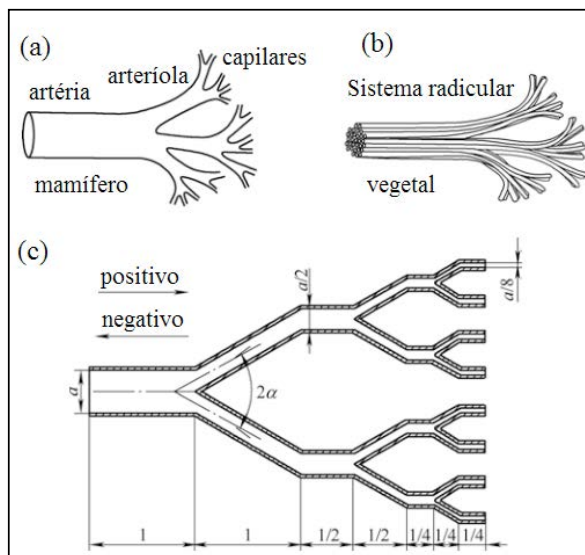 (a)
capilares
arteríola
artéria
mamífero
(b)
Sistema radicular
vegetal
(c)
positivo
negativo
a
2α
a/2
a/8
1
1
1/2
1/2
1/4
1/4
1/4